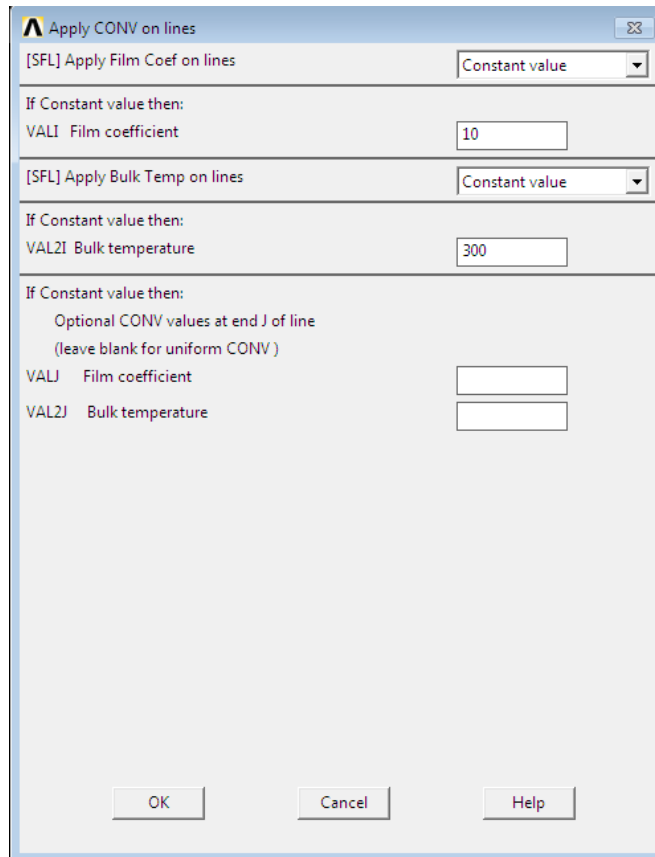 Apply CONV on lines
[SFL] Apply Film Coef on lines Constant value
If Constant value then:
VALI Film coefficient 10
[SFL] Apply Bulk Temp on lines Constant value
If Constant value then:
VAL2I Bulk temperature 300
If Constant value then:
Optional CONV values at end J of line
(leave blank for uniform CONV )
VALJ Film coefficient
VAL2J Bulk temperature
OK Cancel Help